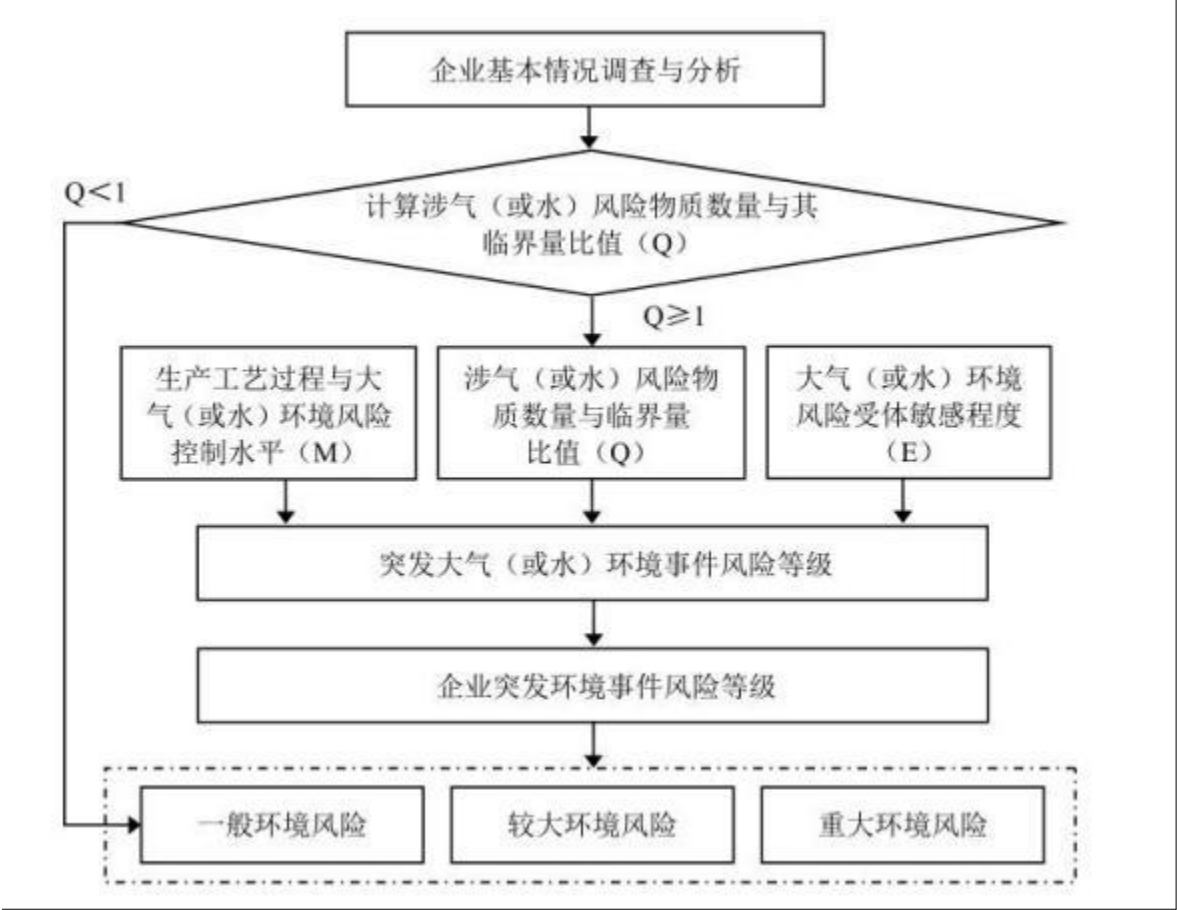 企业基本情况调查与分析
Q＜1
计算涉气（或水）风险物质数量与其
临界量比值（Q）
Q≥1
生产工艺过程与大
气（或水）环境风险
控制水平（M）
涉气（或水）风险物
质数量与临界量
比值（Q）
大气（或水）环境
风险受体敏感程度
（E）
突发大气（或水）环境事件风险等级
企业突发环境事件风险等级
一般环境风险
较大环境风险
重大环境风险